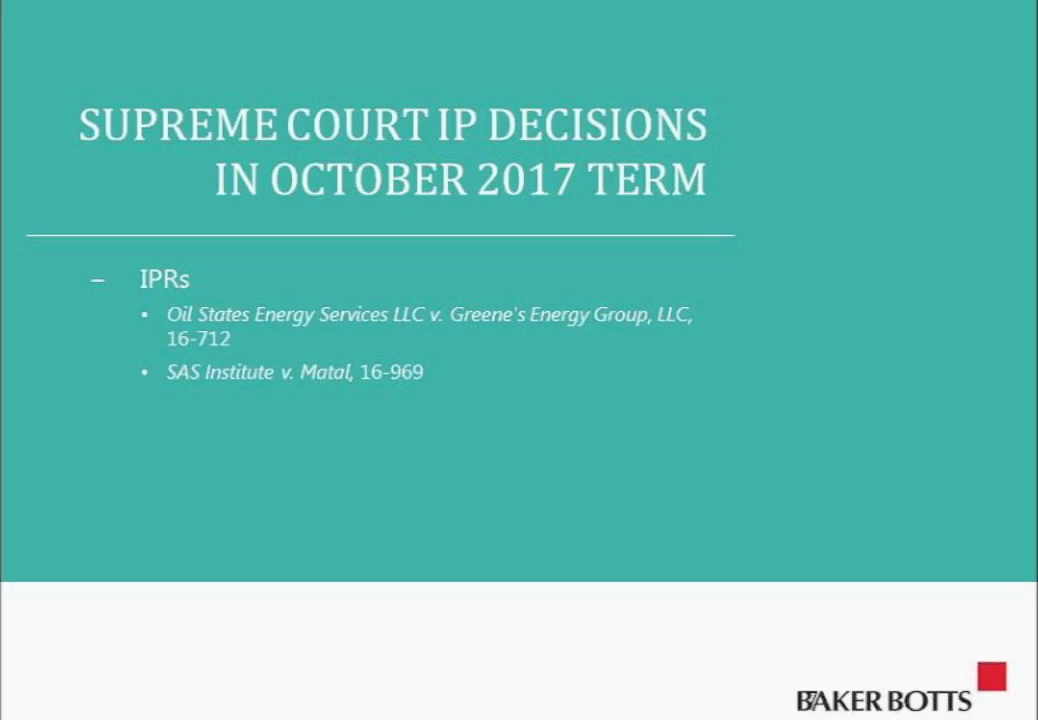 SUPREME COURT IP DECISIONS
IN OCTOBER 2017 TERM
– IPRs
• Oil States Energy Services LLC v. Greene's Energy Group, LLC,
16-712
• SAS Institute v. Matal, 16-969
BAKER BOTTS